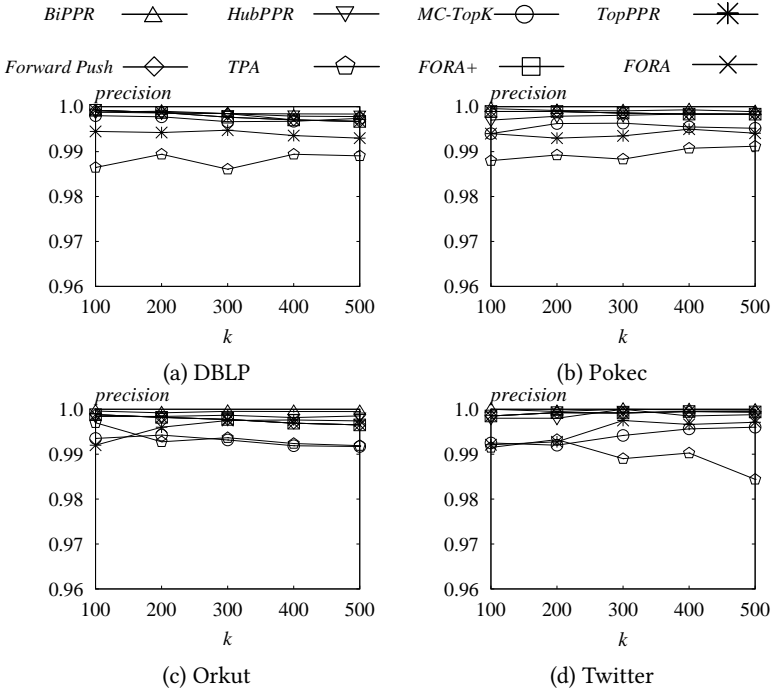 BiPPR HubPPR MC-TopK TopPPR
Forward Push TPA FORA+ FORA
precision precision
1.0 1.0
0.99 0.99
0.98 0.98
0.97 0.97
0.96 0.96
100 200 300 400 500 100 200 300 400 500
k k
(a) DBLP (b) Pokec
precision precision
1.0 1.0
0.99 0.99
0.98 0.98
0.97 0.97
0.96 0.96
100 200 300 400 500 100 200 300 400 500
k k
(c) Orkut (d) Twitter